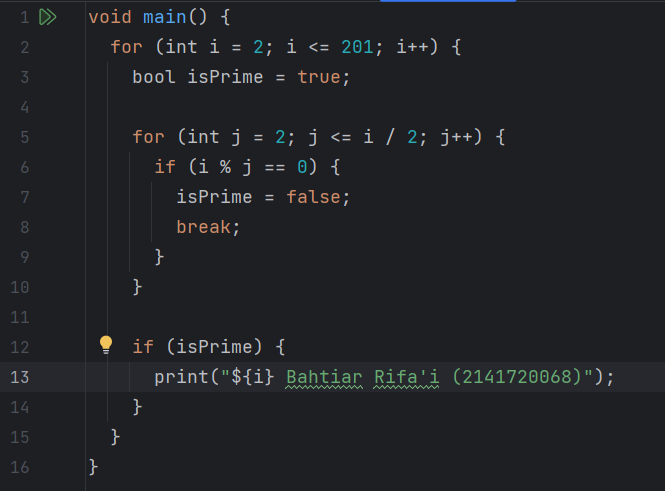 1 void main() {
2 for (int i = 2; i <= 201; i++) {
3 bool isPrime = true;
4
5 for (int j = 2; j <= i / 2; j++) {
6 if (i % j == 0) {
7 isPrime = false;
8 break;
9 }
10 }
11
12 if (isPrime) {
13 print("${i} Bahtiar Rifa'i (2141720068)");
14 }
15 }
16 }